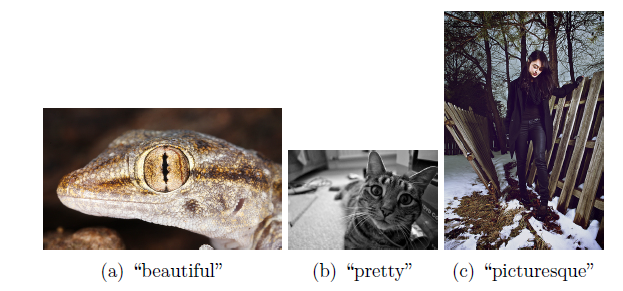 (a) “beautiful”
(b) “pretty”
(c) “picturesque”